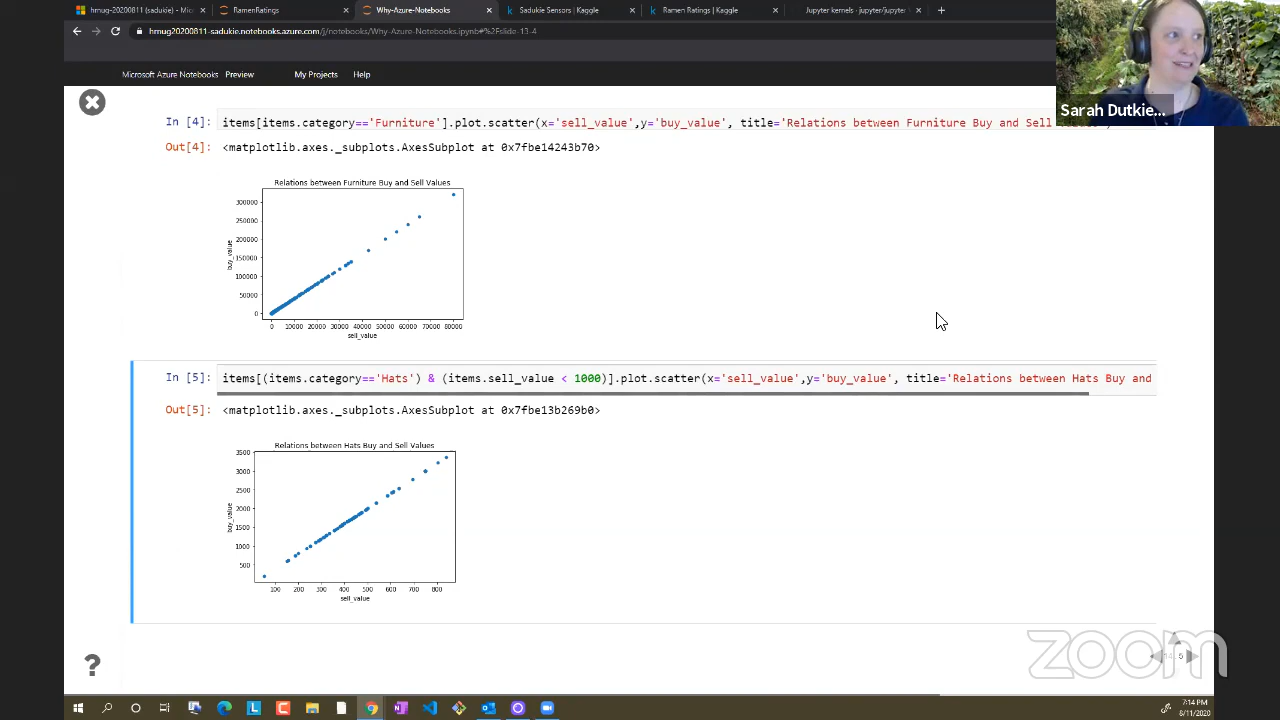 hmug-20200811 (sadukie) RamenRatings Why-Azure-Notebooks Sadukie Sensors | Kaggle Ramen Ratings | Kaggle Jupyter kernels · jupyter/jupyter
hmug20200811-sadukie.notebooks.azure.com/j/notebooks/Why-Azure-Notebooks.ipynb#%2Fslide-13-4
Microsoft Azure Notebooks Preview My Projects Help
Sarah Dutkie...
In [4]: items[items.category=='Furniture'].plot.scatter(x='sell_value',y='buy_value', title='Relations between Furniture Buy and Sell
Out[4]: <matplotlib.axes._subplots.AxesSubplot at 0x7fbe14243b70>
Relations between Furniture Buy and Sell Values
300000
250000
200000
150000
100000
50000
0
buy_value
0 10000 20000 30000 40000 50000 60000 70000 80000
sell_value
In [5]: items[(items.category=='Hats') & (items.sell_value < 1000)].plot.scatter(x='sell_value',y='buy_value', title='Relations between Hats Buy and
Out[5]: <matplotlib.axes._subplots.AxesSubplot at 0x7fbe13b269b0>
Relations between Hats Buy and Sell Values
3500
3000
2500
2000
1500
1000
500
buy_value
100 200 300 400 500 600 700 800
sell_value
?
zoom
7:14 PM
8/11/2020